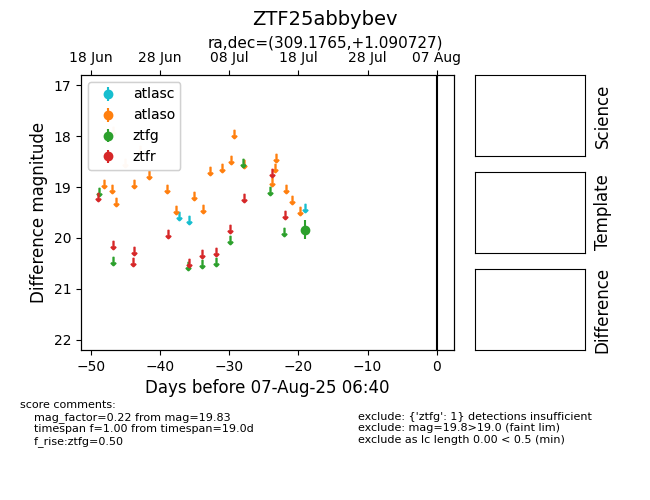 ZTF25abbybev
ra,dec=(309.1765,+1.090727)
18 Jun 28 Jun 08 Jul 18 Jul 28 Jul 07 Aug
17
18
19
20
21
22
Difference magnitude
atlasc
atlaso
ztfg
ztfr
Science
Template
Difference
−50 −40 −30 −20 −10 0
Days before 07-Aug-25 06:40
score comments:
mag_factor=0.22 from mag=19.83
timespan f=1.00 from timespan=19.0d
f_rise:ztfg=0.50
exclude: {'ztfg': 1} detections insufficient
exclude: mag=19.8>19.0 (faint lim)
exclude as lc length 0.00 < 0.5 (min)